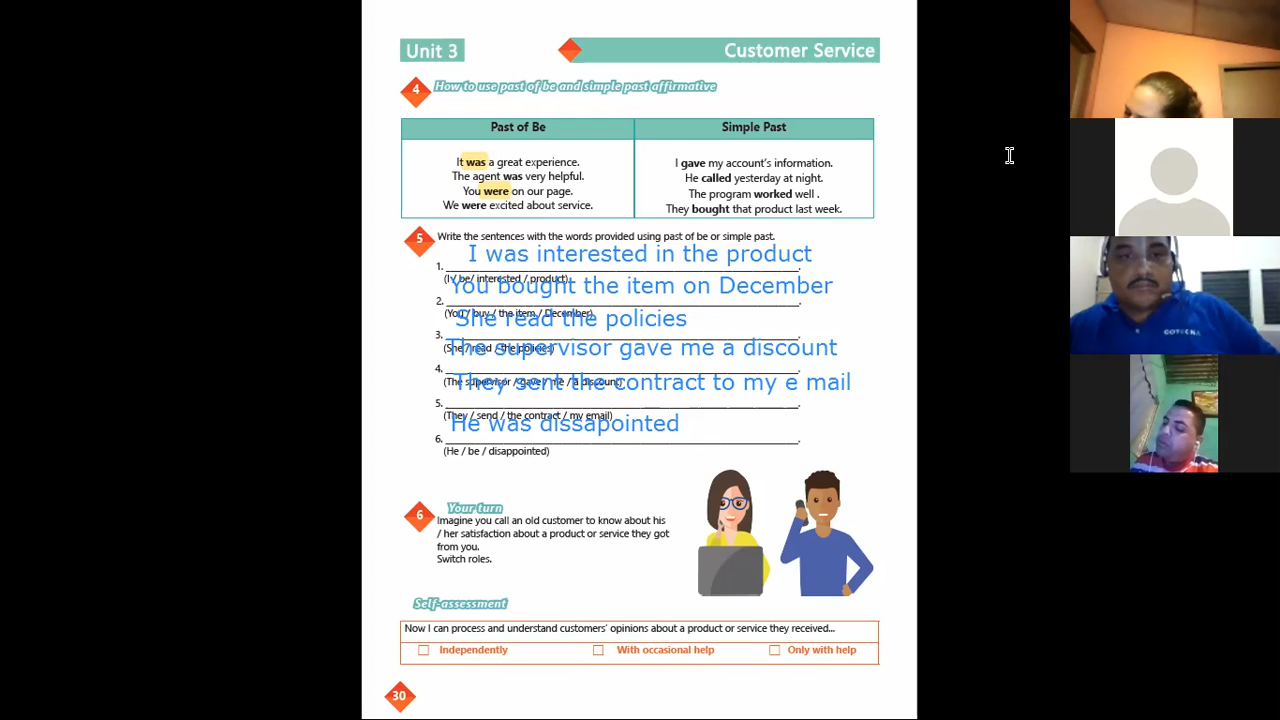 Unit 3
Customer Service
4 How to use past of be and simple past affirmative
Past of Be
Simple Past
It was a great experience.
The agent was very helpful.
You were on our page.
We were excited about service.
I gave my account's information.
He called yesterday at night.
The program worked well .
They bought that product last week.
5 Write the sentences with the words provided using past of be or simple past.
I was interested in the product
1. .
(I / be/ interested / product)
You bought the item on December
2. .
(You / buy / the item / December)
She read the policies
3. .
(She / read / the policies)
The supervisor gave me a discount
4. .
(The supervisor / gave / me / a discount)
They sent the contract to my e mail
5. .
(They / send / the contract / my email)
He was dissapointed
6. .
(He / be / disappointed)
6 Your turn
Imagine you call an old customer to know about his
/ her satisfaction about a product or service they got
from you.
Switch roles.
Self-assessment
Now I can process and understand customers' opinions about a product or service they received...
Independently
With occasional help
Only with help
30
COTECNA